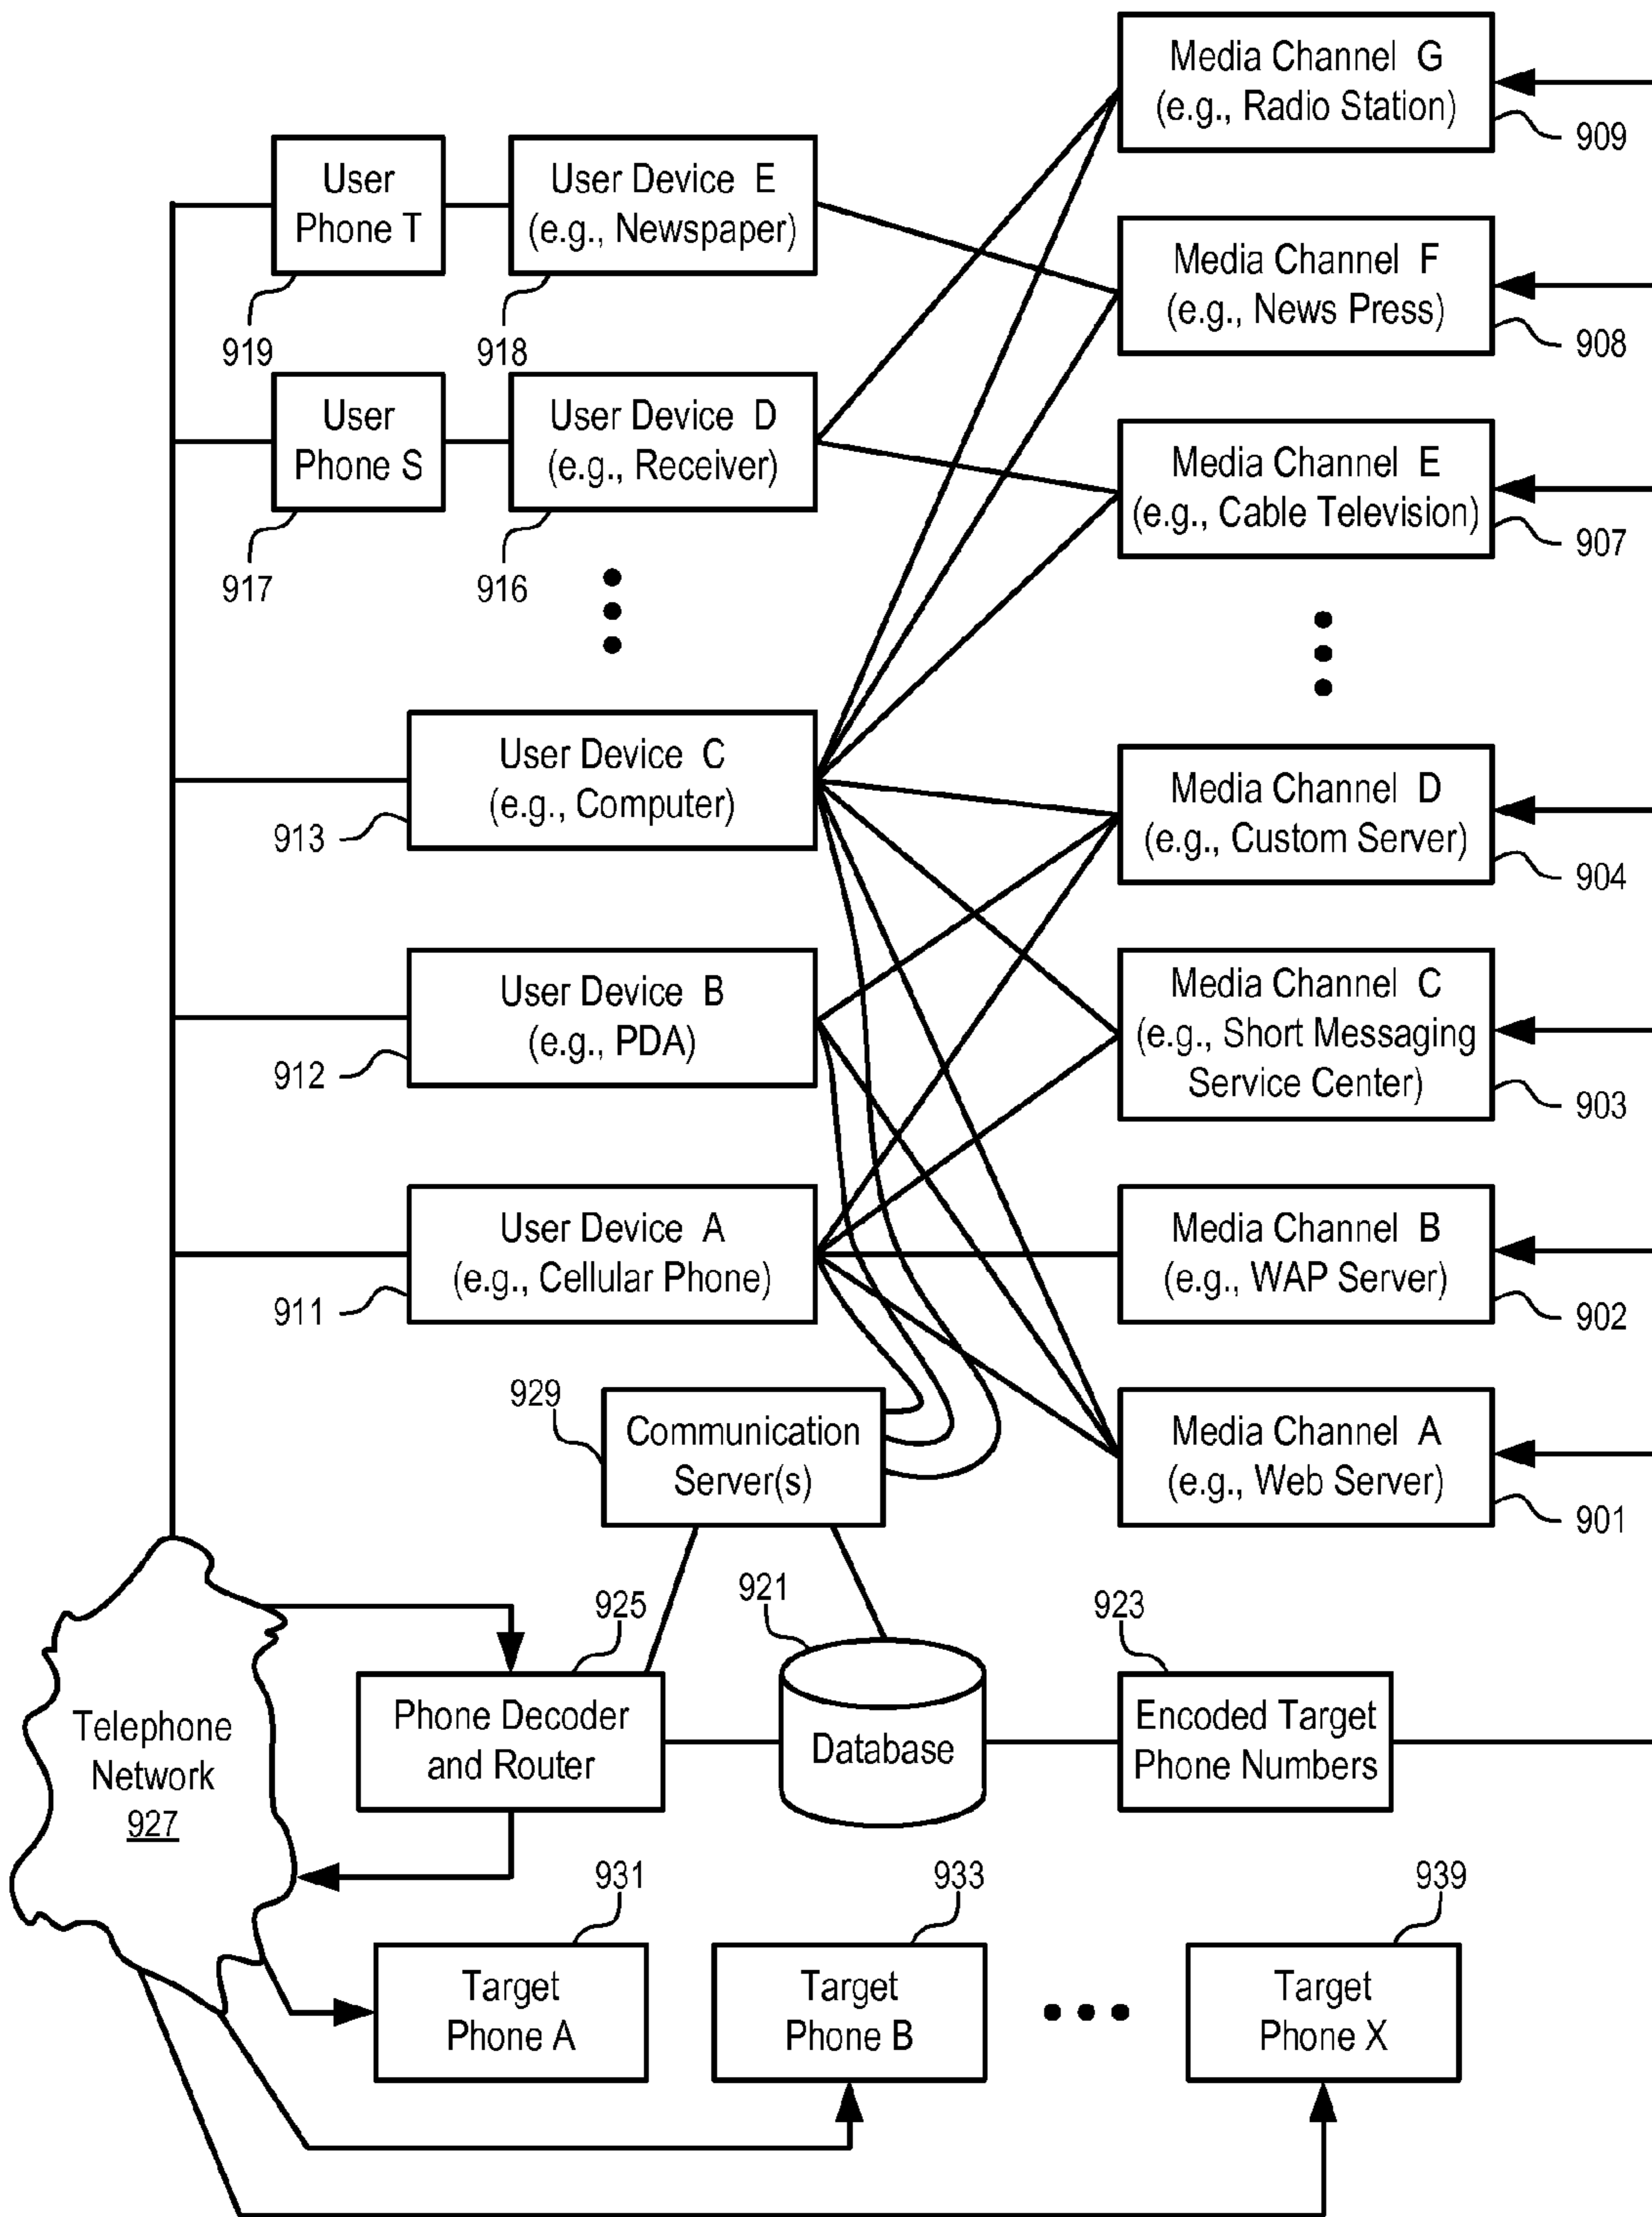 Media Channel G
(e.g., Radio Station)
909
User
Phone T
User Device E
(e.g., Newspaper)
Media Channel F
(e.g., News Press)
919
918
908
User
Phone S
User Device D
(e.g., Receiver)
Media Channel E
(e.g., Cable Television)
907
917
916
User Device C
(e.g., Computer)
913
Media Channel D
(e.g., Custom Server)
904
User Device B
(e.g., PDA)
912
Media Channel C
(e.g., Short Messaging
Service Center)
903
User Device A
(e.g., Cellular Phone)
911
Media Channel B
(e.g., WAP Server)
902
929
Communication
Server(s)
Media Channel A
(e.g., Web Server)
901
925
921
923
Telephone
Network
927
Phone Decoder
and Router
Database
Encoded Target
Phone Numbers
931
933
939
Target
Phone A
Target
Phone B
Target
Phone X